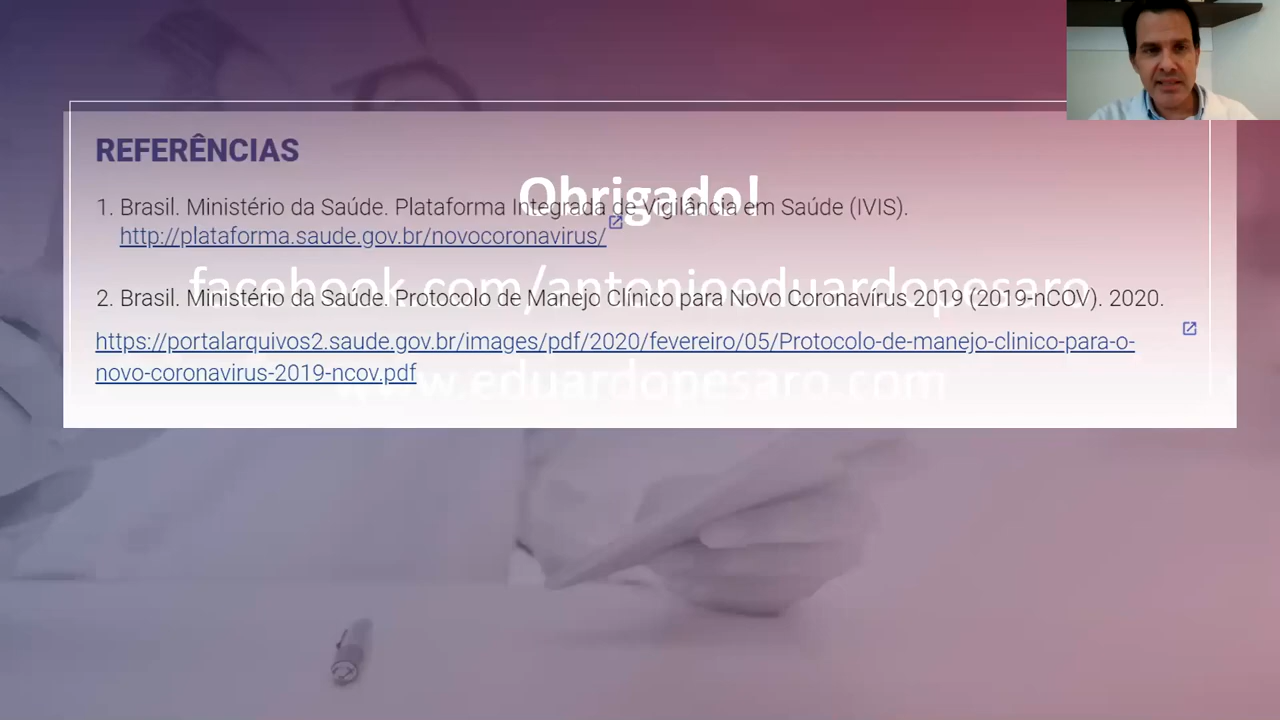 REFERÊNCIAS
Obrigado!
1. Brasil. Ministério da Saúde. Plataforma Integrada de Vigilância em Saúde (IVIS).
http://plataforma.saude.gov.br/novocoronavirus/
facebook.com/antonioeduardopesaro
2. Brasil. Ministério da Saúde. Protocolo de Manejo Clínico para Novo Coronavírus 2019 (2019-nCOV). 2020.
https://portalarquivos2.saude.gov.br/images/pdf/2020/fevereiro/05/Protocolo-de-manejo-clinico-para-o-
novo-coronavirus-2019-ncov.pdf
www.eduardopesaro.com